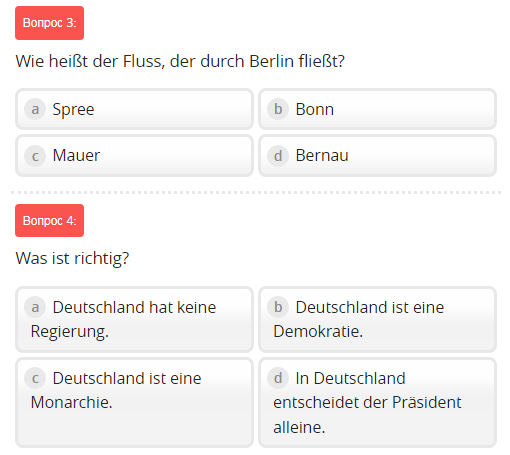 Вопрос 3:
Wie heißt der Fluss, der durch Berlin fließt?
a Spree
b Bonn
c Mauer
d Bernau
Вопрос 4:
Was ist richtig?
a Deutschland hat keine
Regierung.
b Deutschland ist eine
Demokratie.
c Deutschland ist eine
Monarchie.
d In Deutschland
entscheidet der Präsident
alleine.